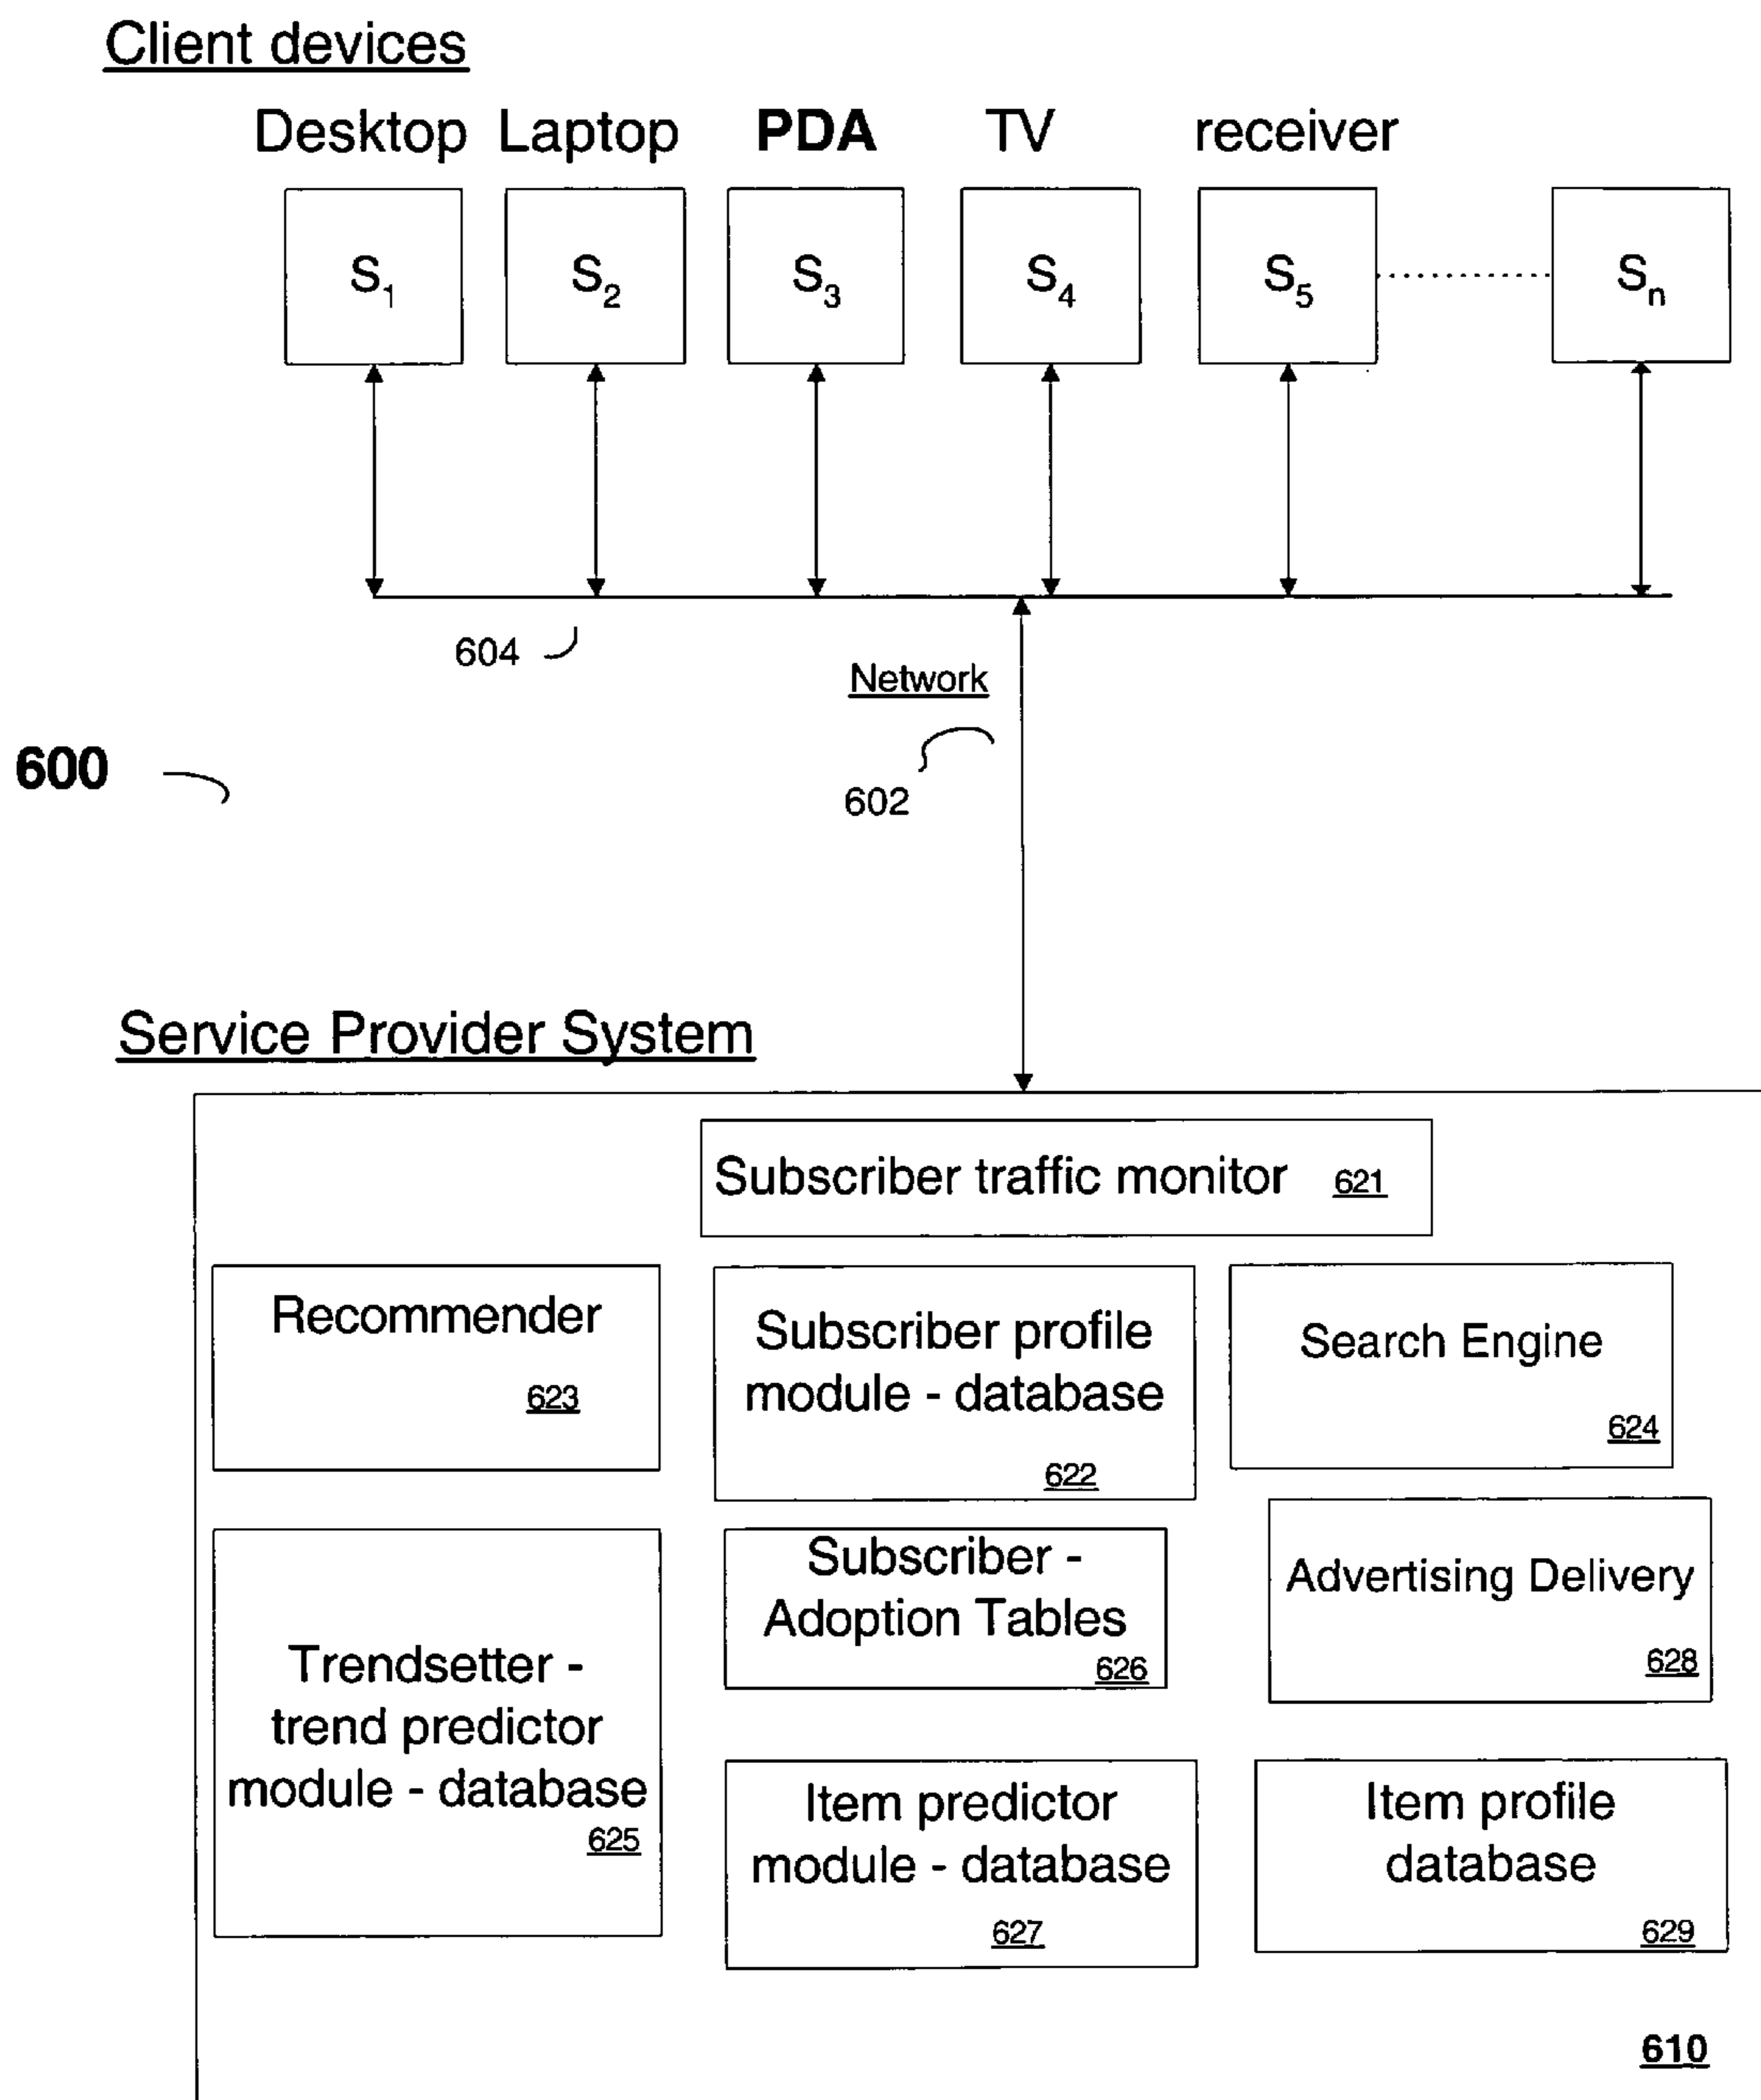 Client devices
Desktop Laptop PDA TV receiver
S1 S2 S3 S4 S5 Sn
604
Network
600
602
Service Provider System
Subscriber traffic monitor 621
Recommender
623
Subscriber profile
module - database
622
Search Engine
624
Trendsetter -
trend predictor
module - database
625
Subscriber -
Adoption Tables
626
Advertising Delivery
628
Item predictor
module - database
627
Item profile
database
629
610